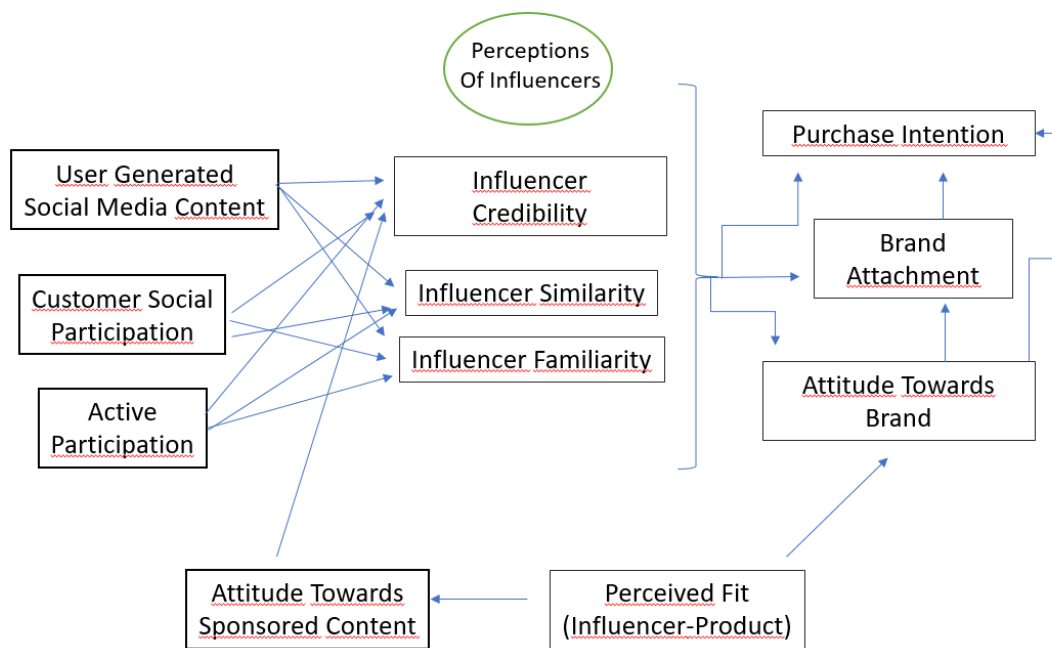 Perceptions
Of Influencers
User Generated
Social Media Content
Customer Social
Participation
Active
Participation
Influencer
Credibility
Influencer Similarity
Influencer Familiarity
Purchase Intention
Brand
Attachment
Attitude Towards
Brand
Attitude Towards
Sponsored Content
Perceived Fit
(Influencer-Product)